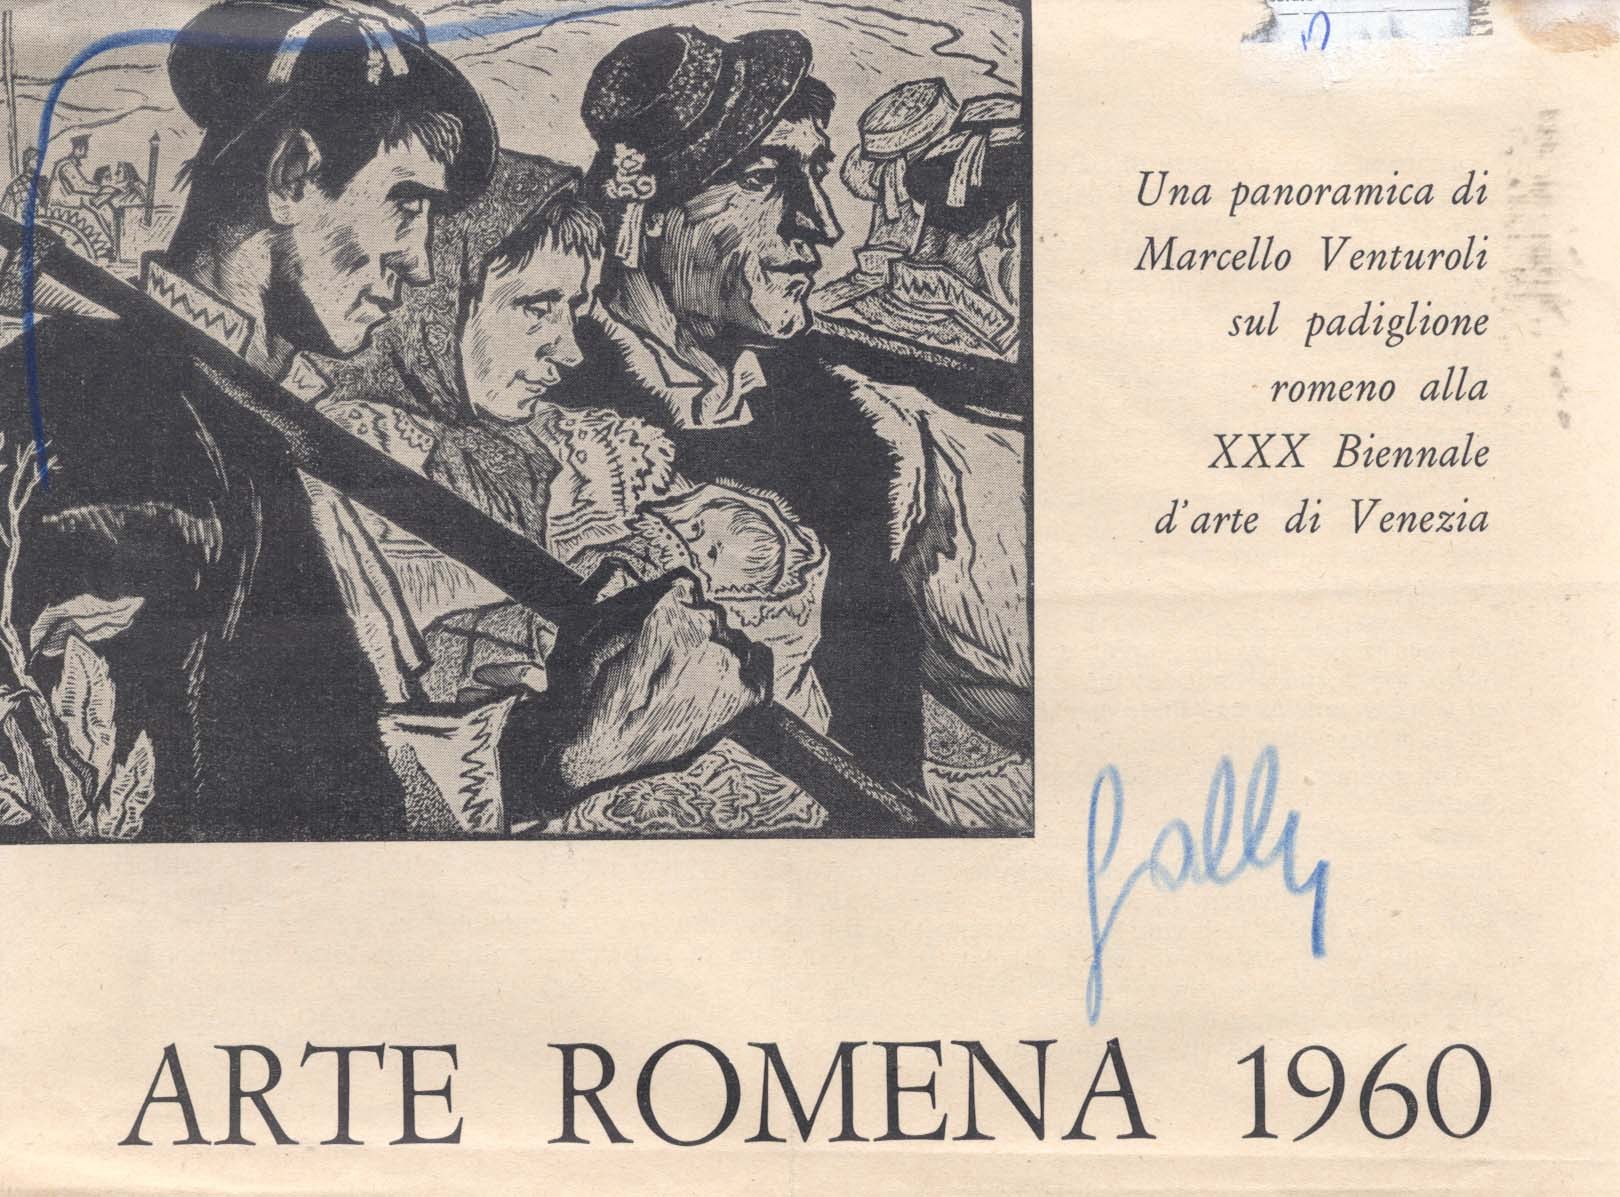 Una panoramica di
Marcello Venturoli
sul padiglione
romeno alla
XXX Biennale
d'arte di Venezia
ARTE ROMENA 1960